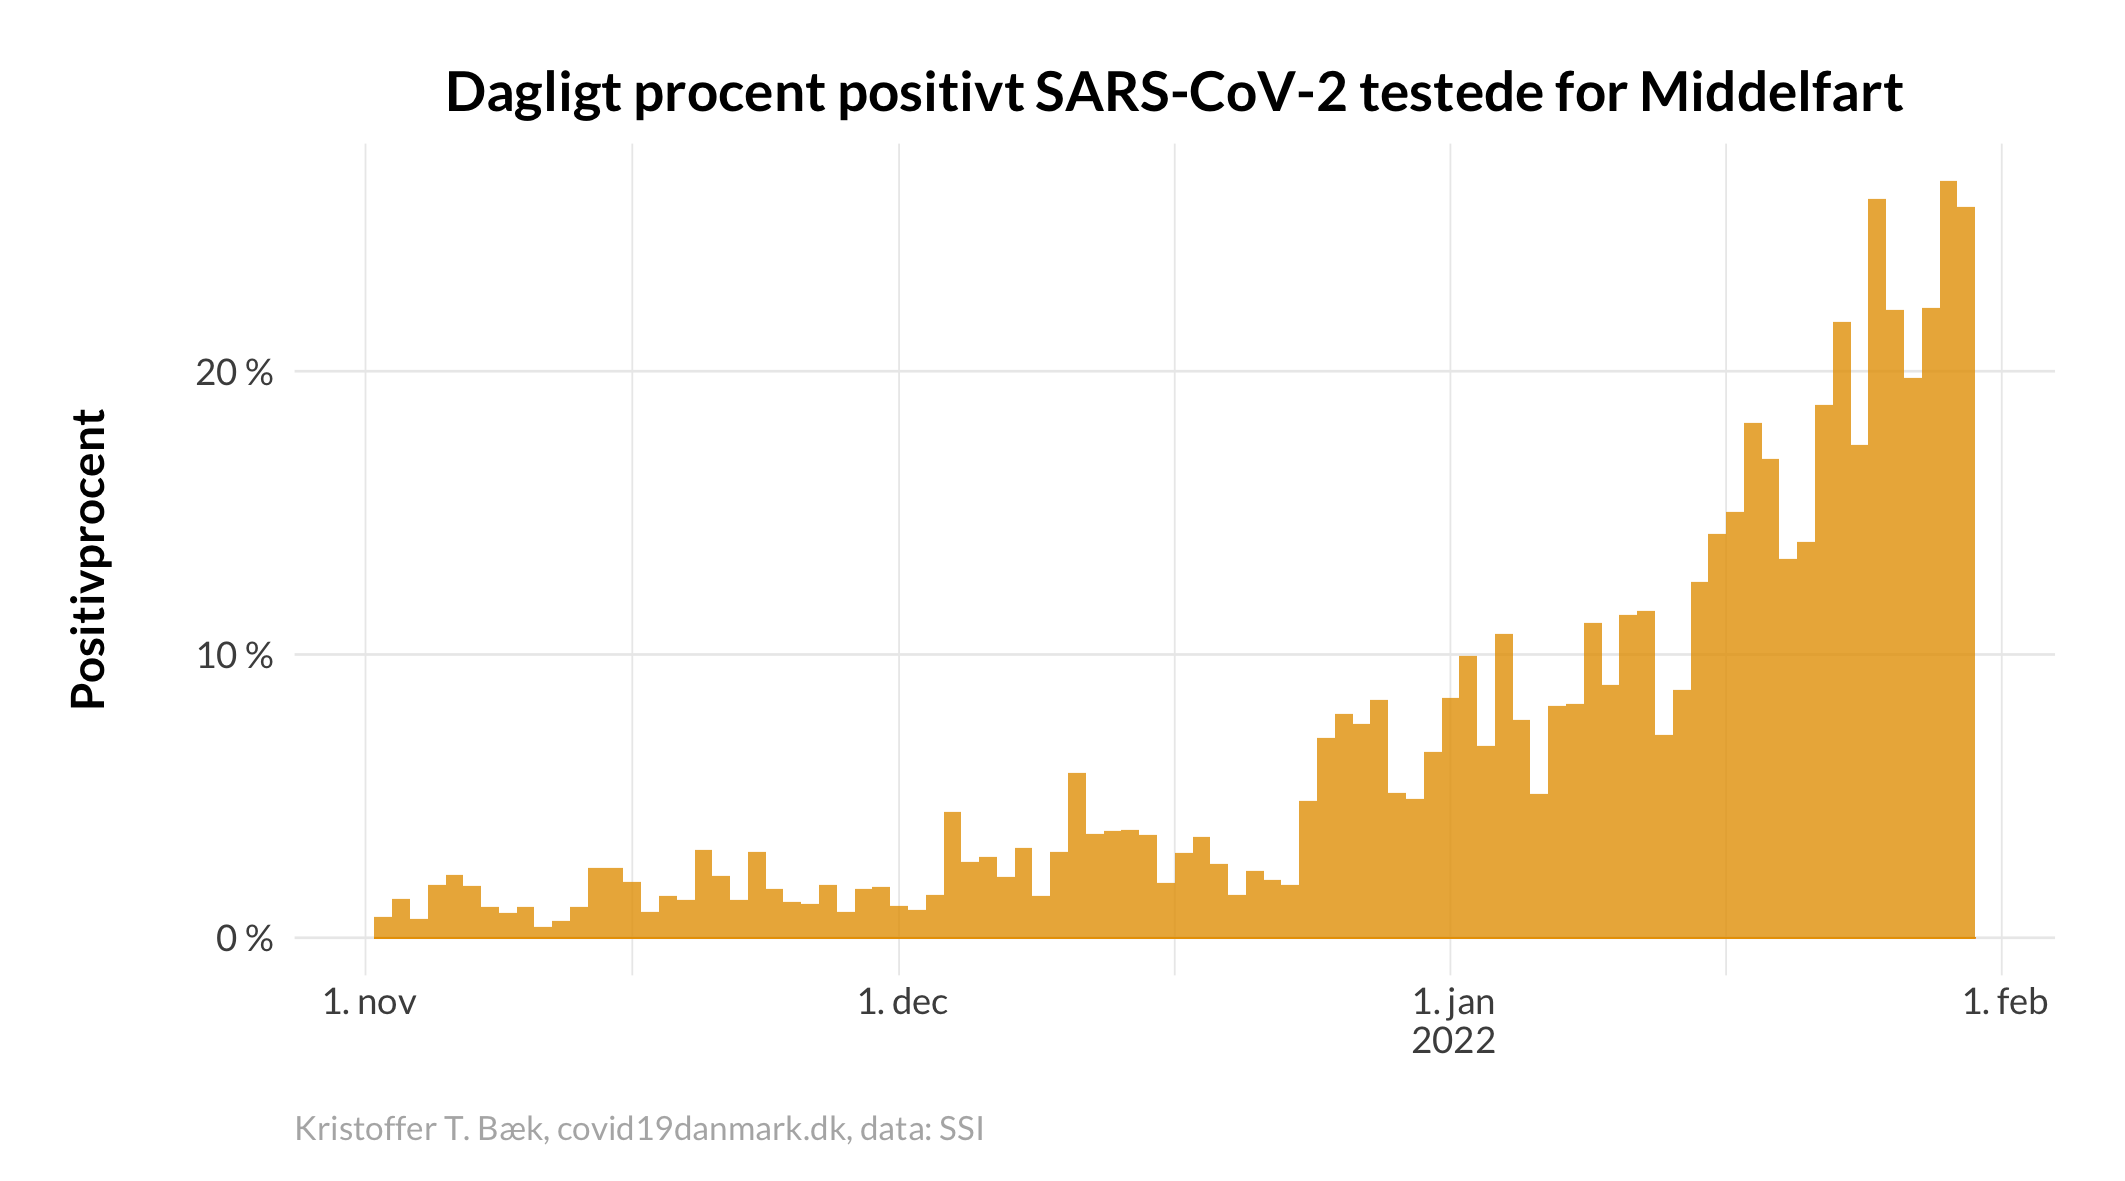 Dagligt procent positivt SARS-CoV-2 testede for Middelfart
Positivprocent
20 %
10 %
0 %
1. nov
1. dec
1. jan
2022
1. feb
Kristoffer T. Bæk, covid19danmark.dk, data: SSI